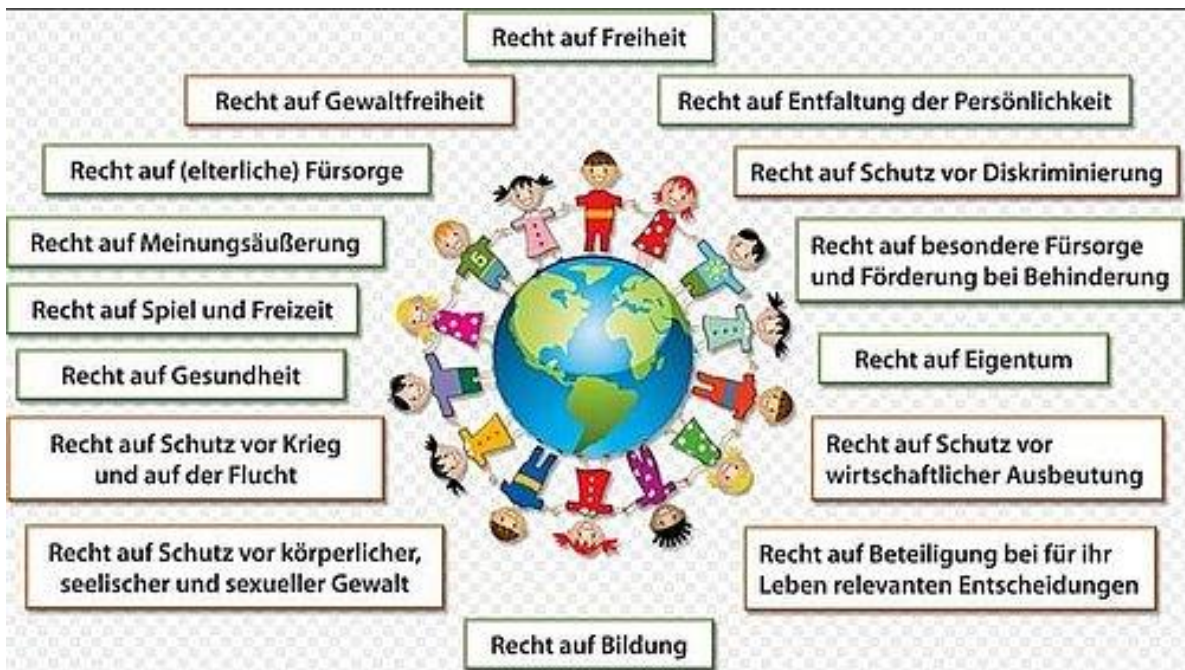 Recht auf Freiheit
Recht auf Gewaltfreiheit
Recht auf Entfaltung der Persönlichkeit
Recht auf (elterliche) Fürsorge
Recht auf Schutz vor Diskriminierung
Recht auf Meinungsäußerung
Recht auf besondere Fürsorge
und Förderung bei Behinderung
Recht auf Spiel und Freizeit
Recht auf Eigentum
Recht auf Gesundheit
Recht auf Schutz vor Krieg
und auf der Flucht
Recht auf Schutz vor
wirtschaftlicher Ausbeutung
Recht auf Schutz vor körperlicher,
seelischer und sexueller Gewalt
Recht auf Beteiligung bei für ihr
Leben relevanten Entscheidungen
Recht auf Bildung
5